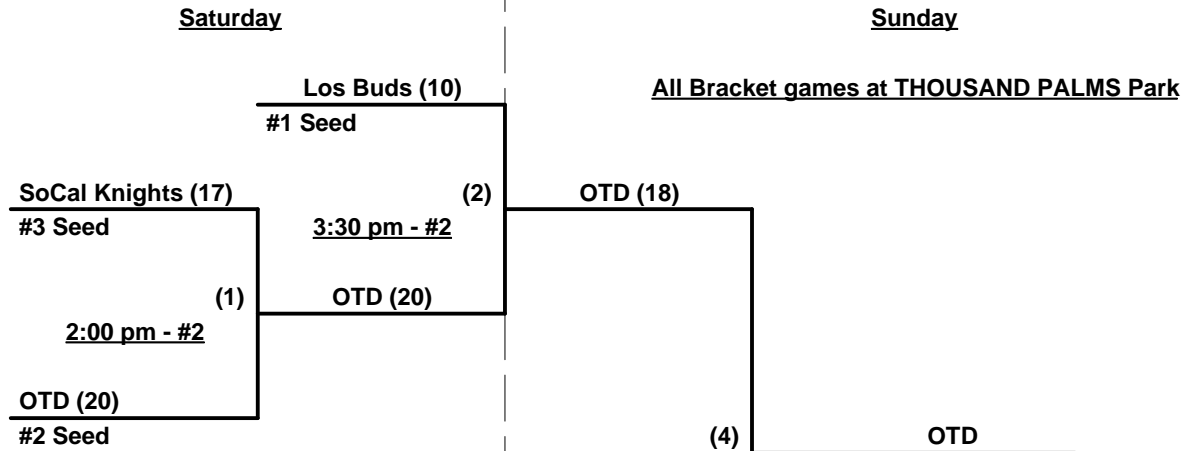 Saturday
Sunday
Los Buds (10)
All Bracket games at THOUSAND PALMS Park
#1 Seed
SoCal Knights (17)
(2)
OTD (18)
#3 Seed
3:30 pm - #2
(1)
OTD (20)
2:00 pm - #2
OTD (20)
#2 Seed
(4)
OTD